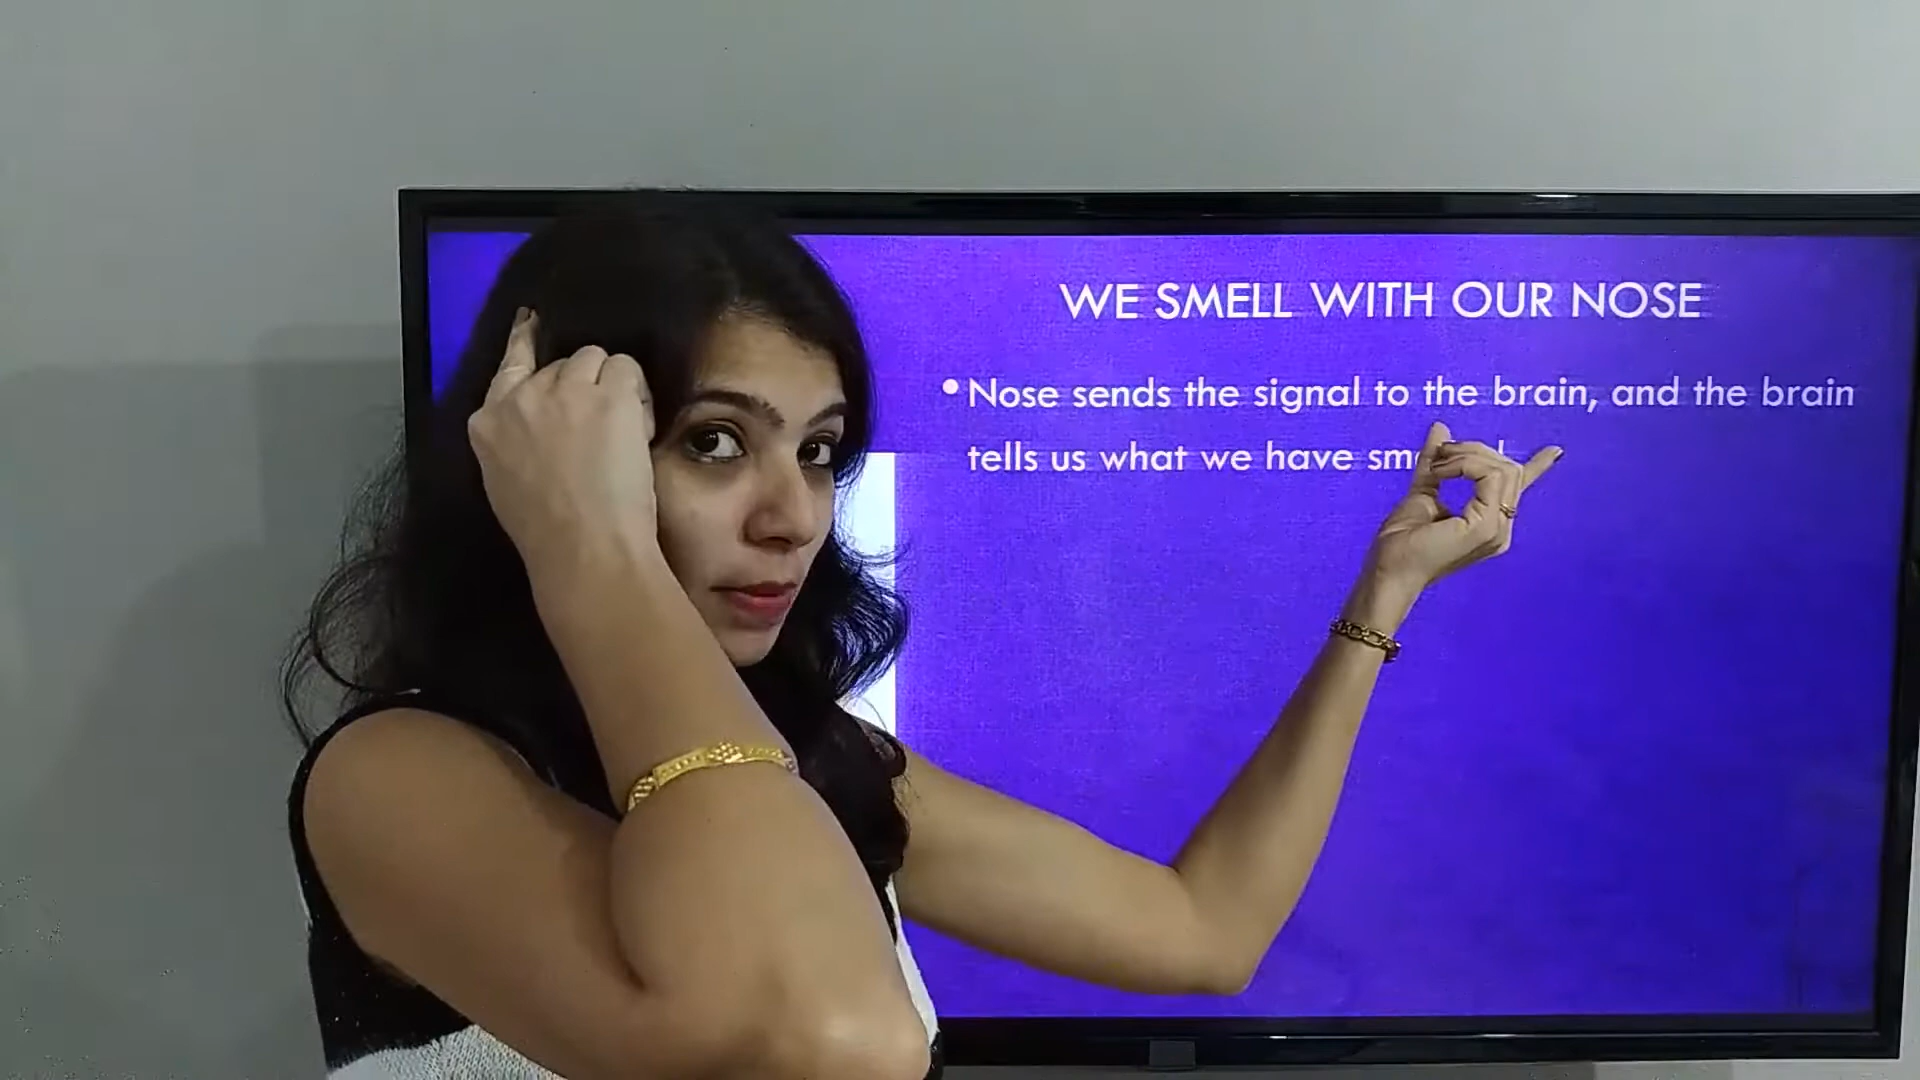 WE SMELL WITH OUR NOSE
• Nose sends the signal to the brain, and the brain
tells us what we have